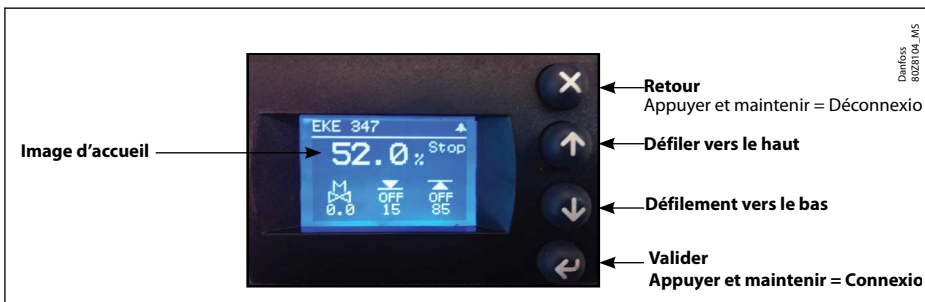 Danfoss
80Z8104_MS
Retour
Appuyer et maintenir = Déconnexio
Image d'accueil
EKE 347
52.0 % Stop
M
OFF
OFF
0.0
15
85
Défiler vers le haut
Défilement vers le bas
Valider
Appuyer et maintenir = Connexio